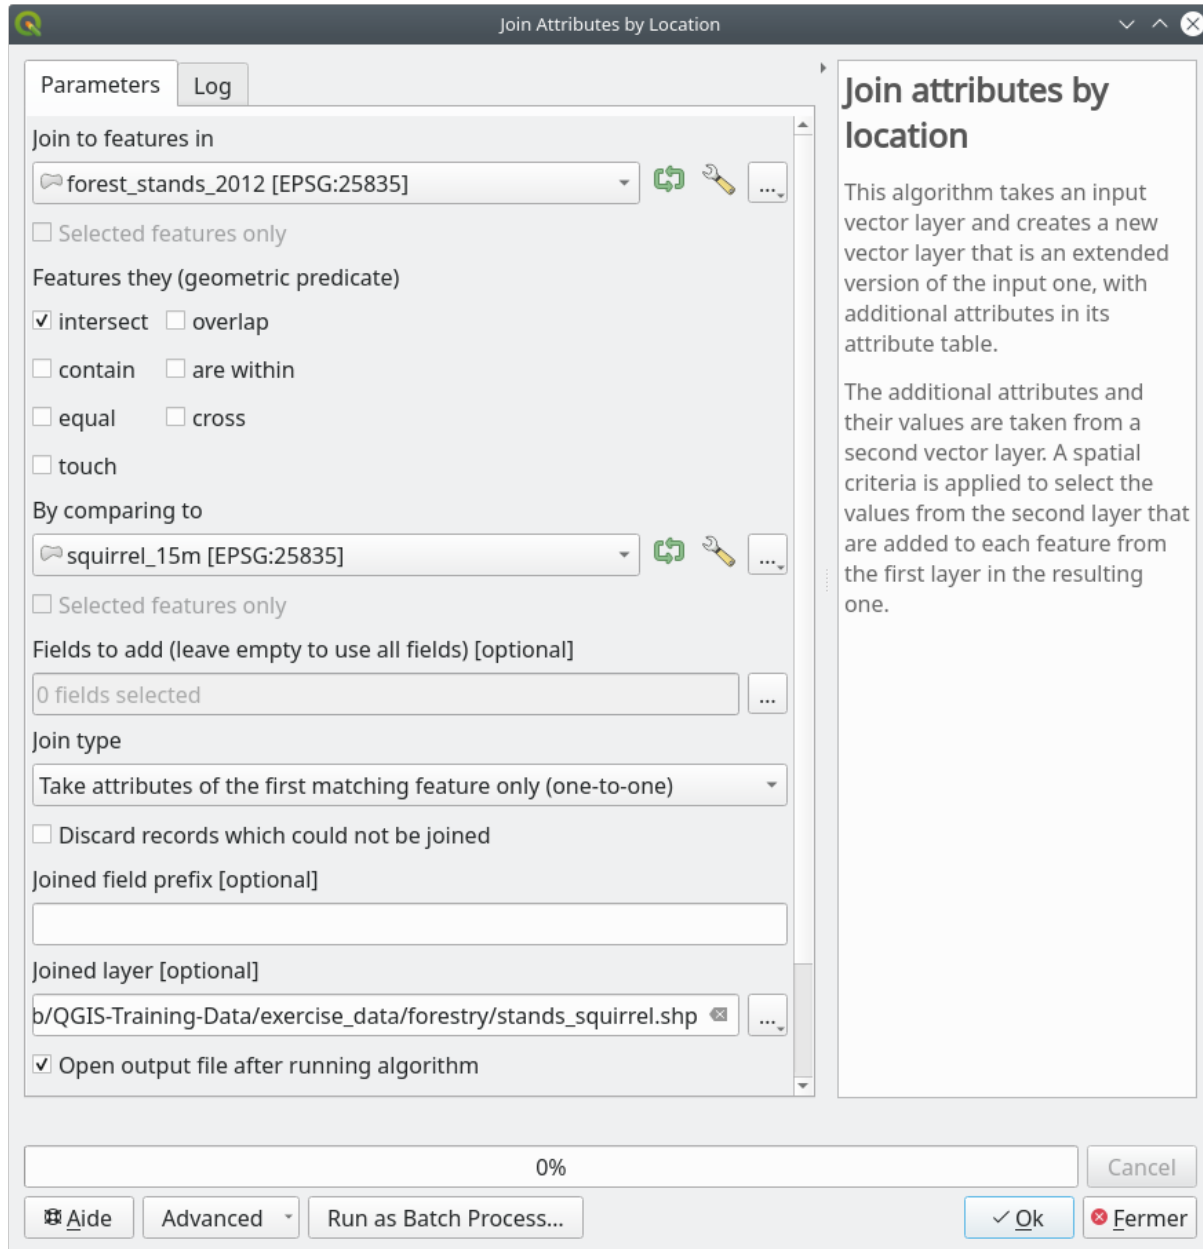 Join Attributes by Location
Parameters
Log
Join to features in
forest_stands_2012 [EPSG:25835]
...
Selected features only
Features they (geometric predicate)
intersect
overlap
contain
are within
equal
cross
touch
By comparing to
squirrel_15m [EPSG:25835]
...
Selected features only
Fields to add (leave empty to use all fields) [optional]
0 fields selected
...
Join type
Take attributes of the first matching feature only (one-to-one)
Discard records which could not be joined
Joined field prefix [optional]
Joined layer [optional]
b/QGIS-Training-Data/exercise_data/forestry/stands_squirrel.shp
...
Open output file after running algorithm
Join attributes by
location
This algorithm takes an input
vector layer and creates a new
vector layer that is an extended
version of the input one, with
additional attributes in its
attribute table.
The additional attributes and
their values are taken from a
second vector layer. A spatial
criteria is applied to select the
values from the second layer that
are added to each feature from
the first layer in the resulting
one.
0%
Cancel
Aide
Advanced
Run as Batch Process...
Ok
Fermer